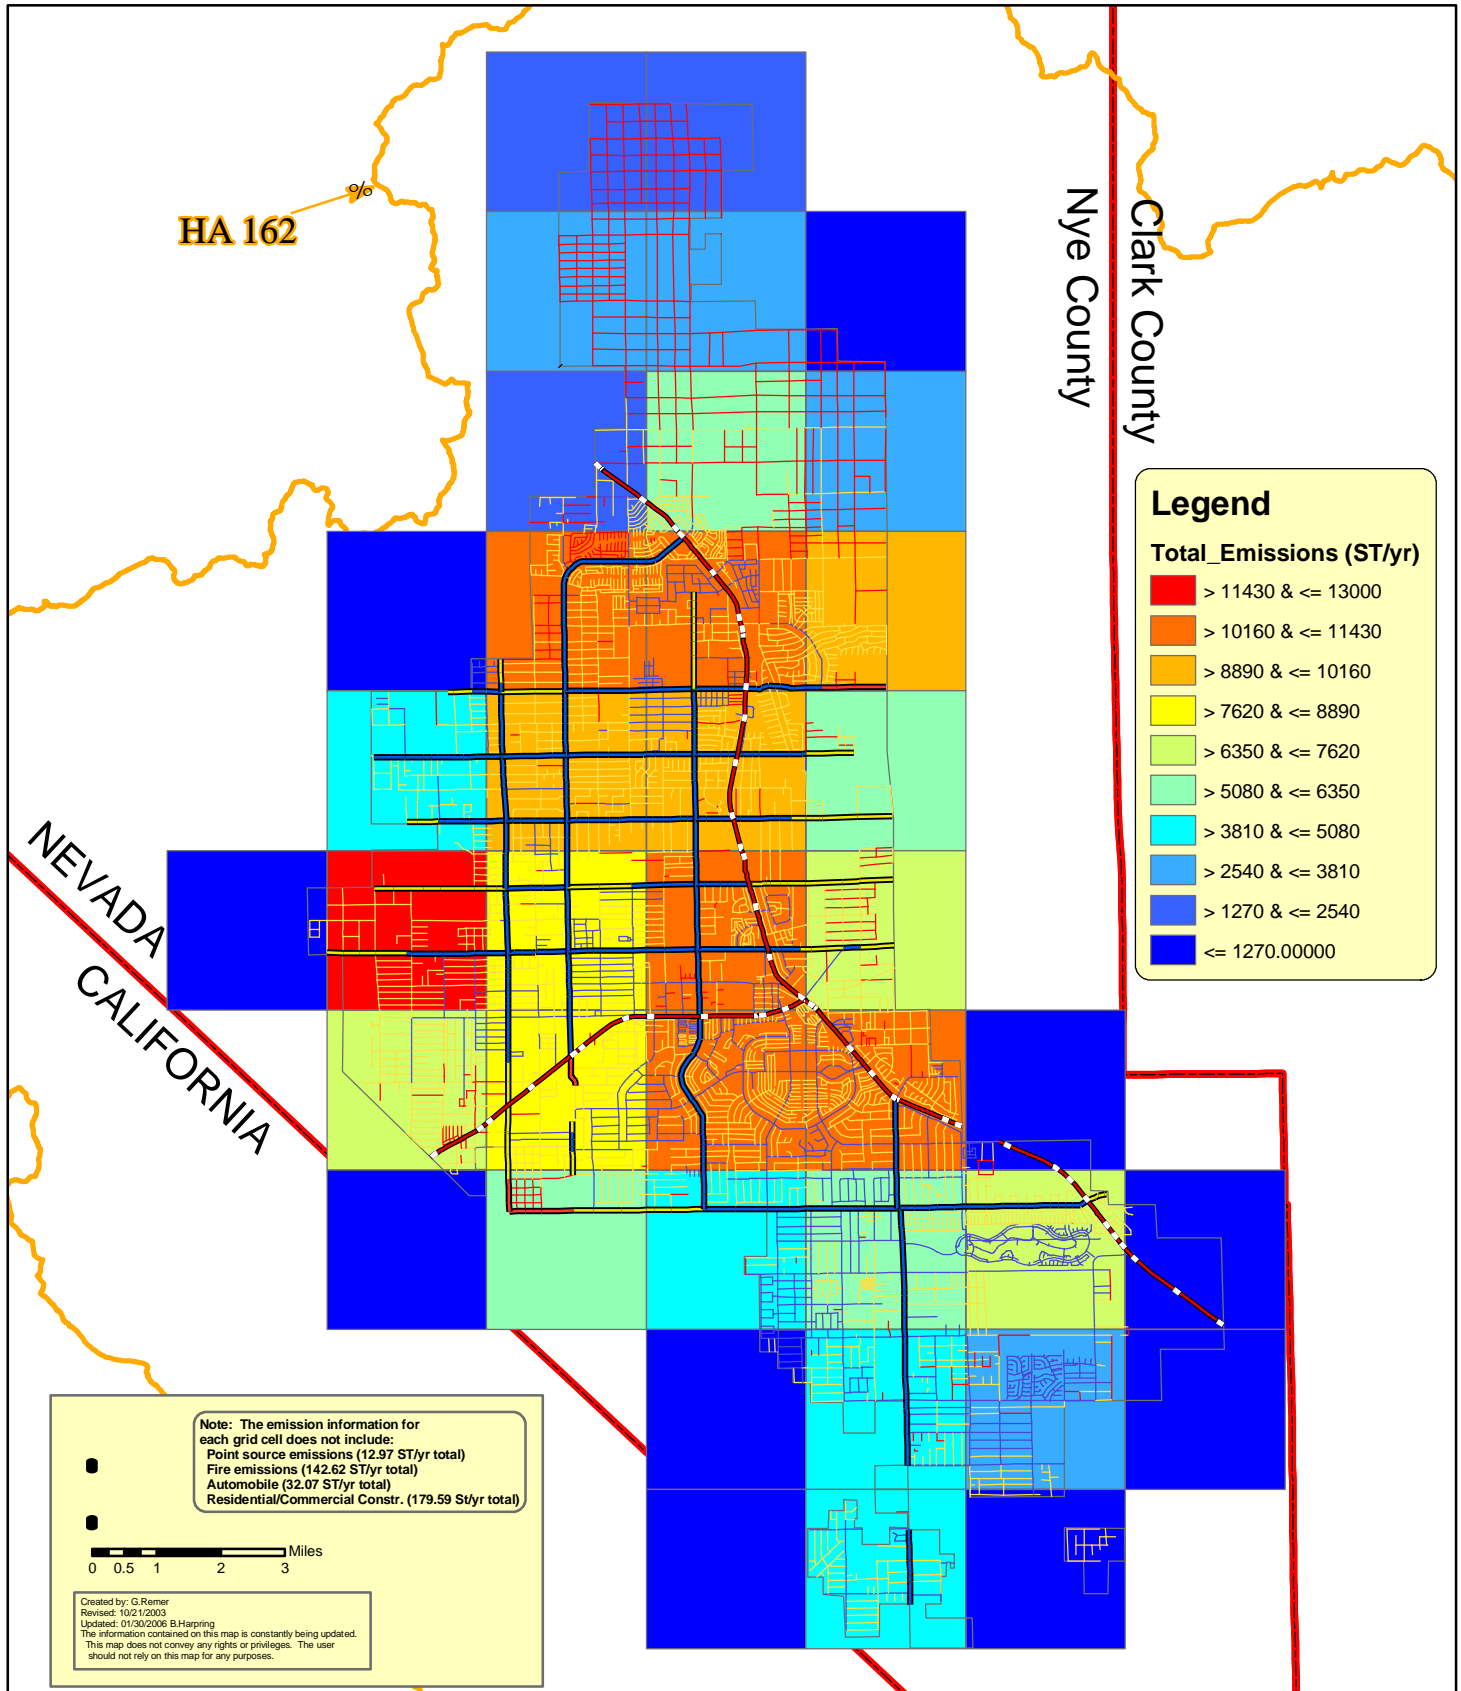 HA 162
%
Nye County
Clark County
NEVADA
CALIFORNIA
Legend
Total_Emissions (ST/yr)
> 11430 & <= 13000
> 10160 & <= 11430
> 8890 & <= 10160
> 7620 & <= 8890
> 6350 & <= 7620
> 5080 & <= 6350
> 3810 & <= 5080
> 2540 & <= 3810
> 1270 & <= 2540
<= 1270.00000
Note: The emission information for
each grid cell does not include:
Point source emissions (12.97 ST/yr total)
Fire emissions (142.62 ST/yr total)
Automobile (32.07 ST/yr total)
Residential/Commercial Constr. (179.59 St/yr total)
Miles
0 0.5 1 2 3
Created by: G.Remer
Revised: 10/21/2003
Updated: 01/30/2006 B.Harpring
The information contained on this map is constantly being updated.
This map does not convey any rights or privileges. The user
should not rely on this map for any purposes.